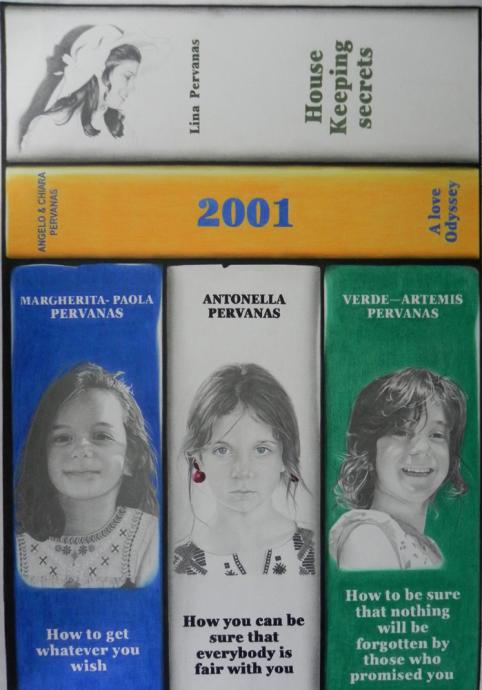 Lina Pervanas
House
Keeping
secrets
ANGELO & CHIARA
PERVANAS
2001
A love
Odyssey
MARGHERITA- PAOLA
PERVANAS
How to get
whatever you
wish
ANTONELLA
PERVANAS
How you can be
sure that
everybody is
fair with you
VERDE—ARTEMIS
PERVANAS
How to be sure
that nothing
will be
forgotten by
those who
promised you